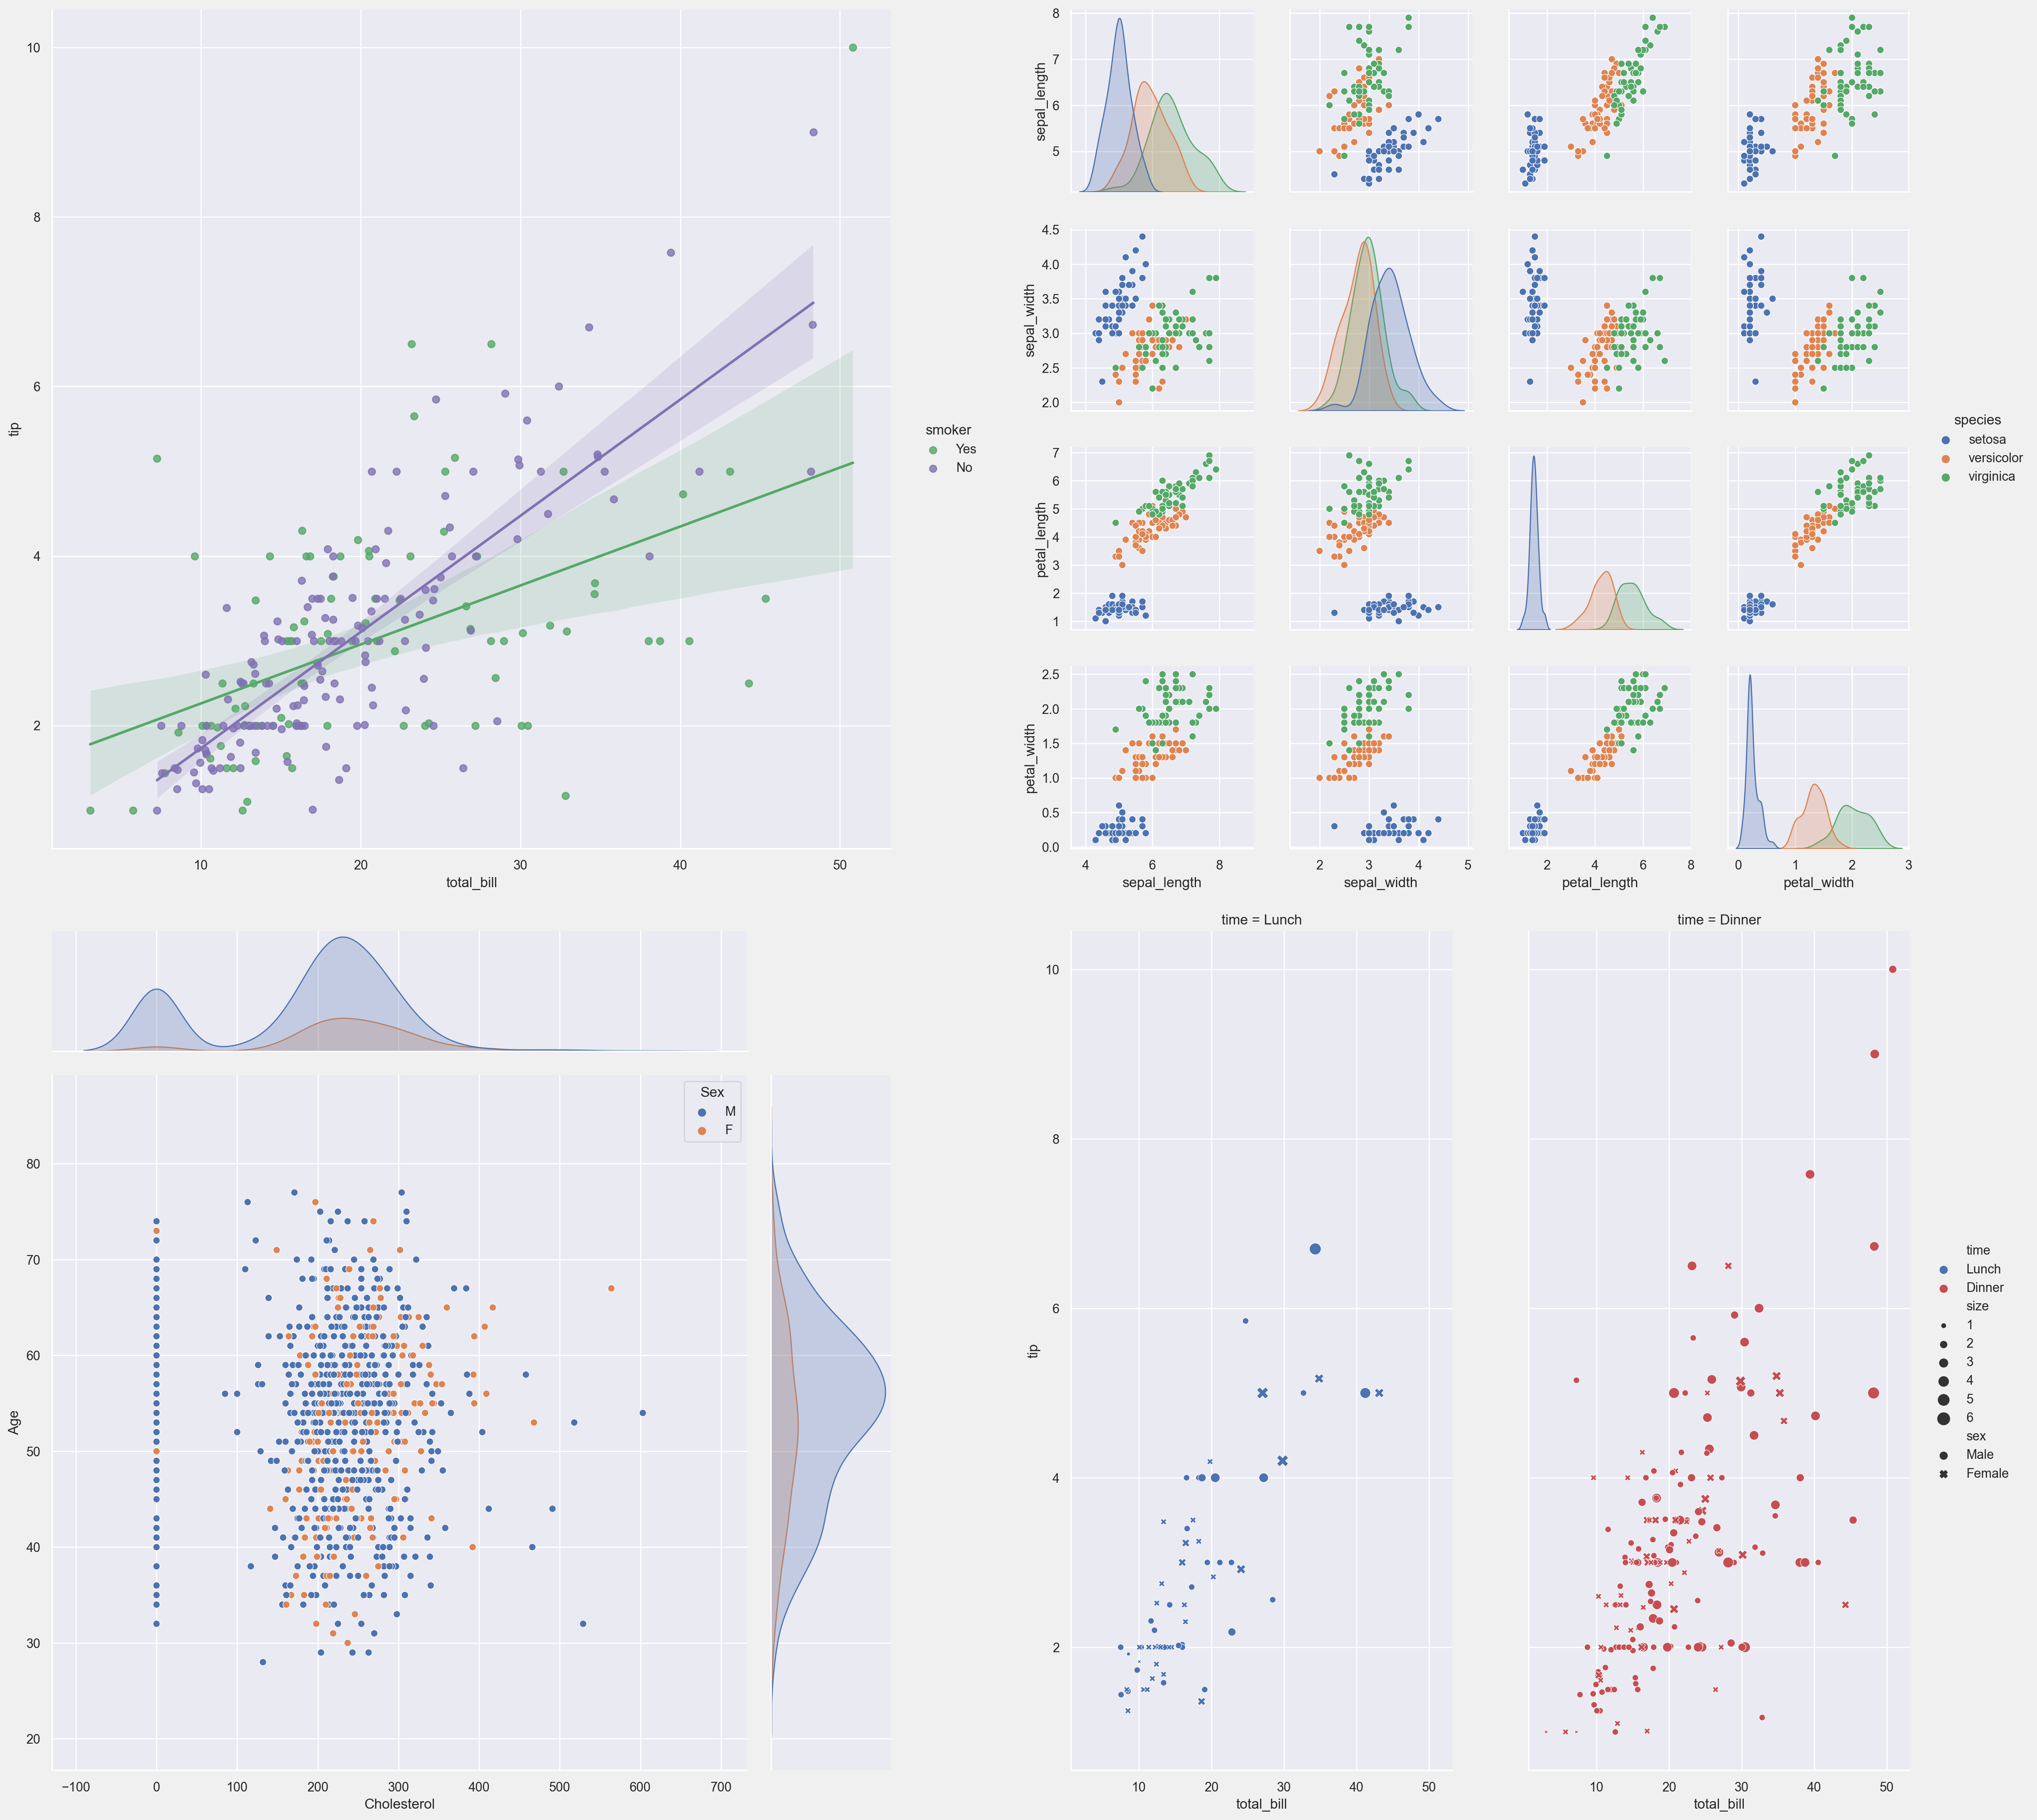 10
8
6
4
2
tip
10
20
30
40
50
total_bill
smoker
Yes
No
8
7
6
5
sepal_length
4.5
4.0
3.5
3.0
2.5
2.0
sepal_width
7
6
5
4
3
2
1
petal_length
2.5
2.0
1.5
1.0
0.5
0.0
petal_width
4
6
8
sepal_length
2
3
4
5
sepal_width
2
4
6
8
petal_length
0
1
2
3
petal_width
species
setosa
versicolor
virginica
Sex
M
F
80
70
60
50
40
30
20
Age
−100
0
100
200
300
400
500
600
700
Cholesterol
time = Lunch
time = Dinner
10
8
6
4
2
tip
10
20
30
40
50
total_bill
10
20
30
40
50
total_bill
time
Lunch
Dinner
size
1
2
3
4
5
6
sex
Male
Female